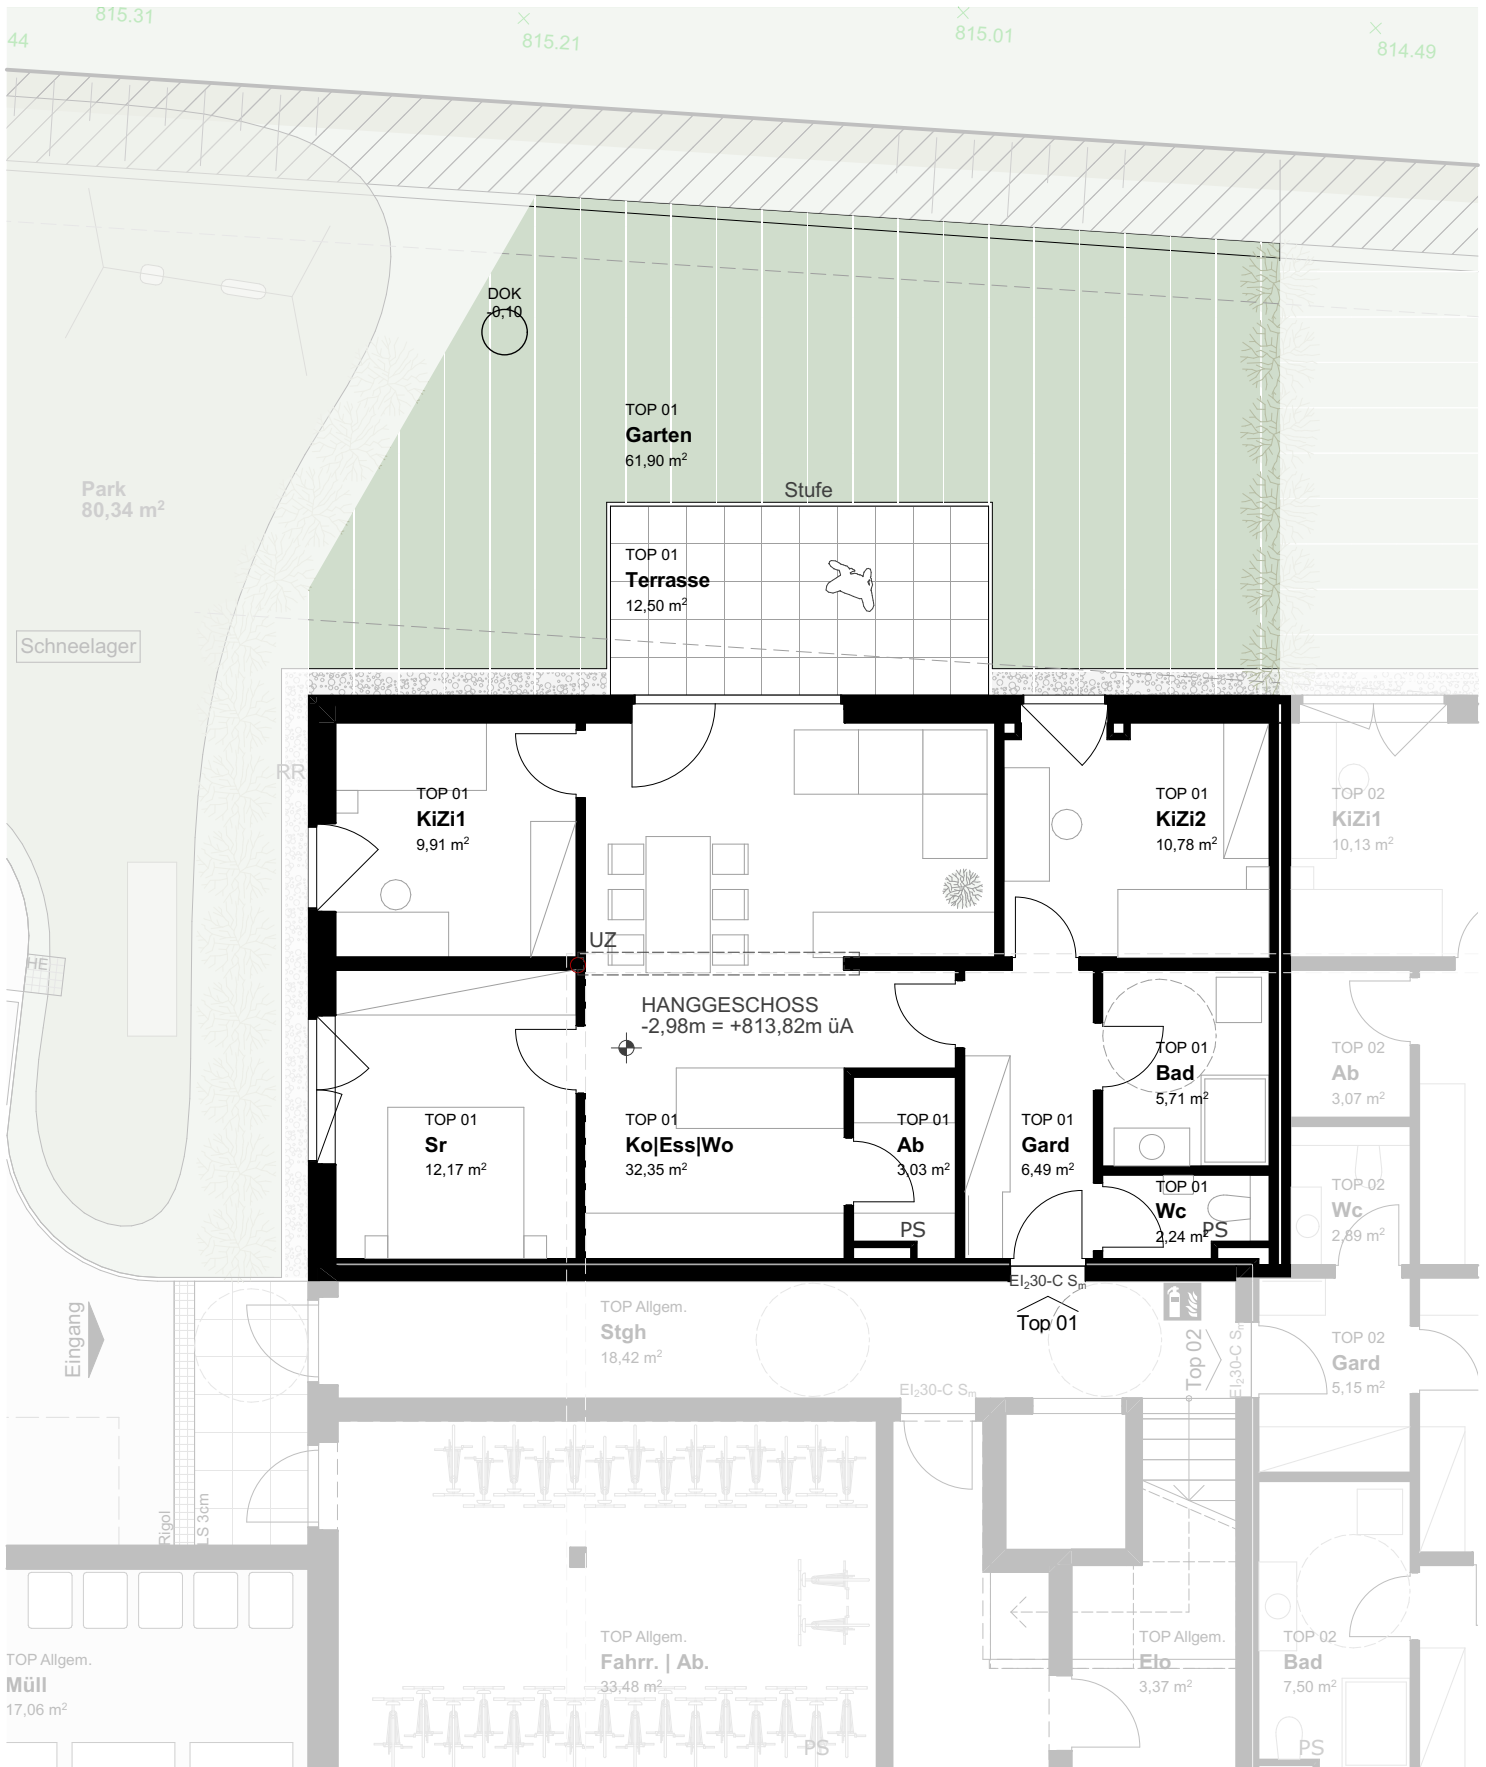 815.31
44
815.21
815.01
814.49
DOK
-0,10
TOP 01
Garten
61,90 m²
Park
80,34 m²
Stufe
TOP 01
Terrasse
12,50 m²
Schneelager
RR
TOP 01
KiZi1
9,91 m²
TOP 01
KiZi2
10,78 m²
TOP 02
KiZi1
10,13 m²
UZ
HE
HANGGESCHOSS
-2,98m = +813,82m üA
TOP 01
Bad
5,71 m²
TOP 02
Ab
3,07 m²
TOP 01
Sr
12,17 m²
TOP 01
Ko|Ess|Wo
32,35 m²
TOP 01
Ab
3,03 m²
TOP 01
Gard
6,49 m²
TOP 01
Wc
2,24 m²
TOP 02
Wc
2,89 m²
PS
PS
EI₂30-C Sₘ
Top 01
Eingang
TOP Allgem.
Stgh
18,42 m²
Top 02
EI₂30-C Sₘ
TOP 02
Gard
5,15 m²
EI₂30-C Sₘ
Rigol
LS 3cm
TOP Allgem.
Müll
17,06 m²
TOP Allgem.
Fahrr. | Ab.
33,48 m²
TOP Allgem.
Elo
3,37 m²
TOP 02
Bad
7,50 m²
PS
PS